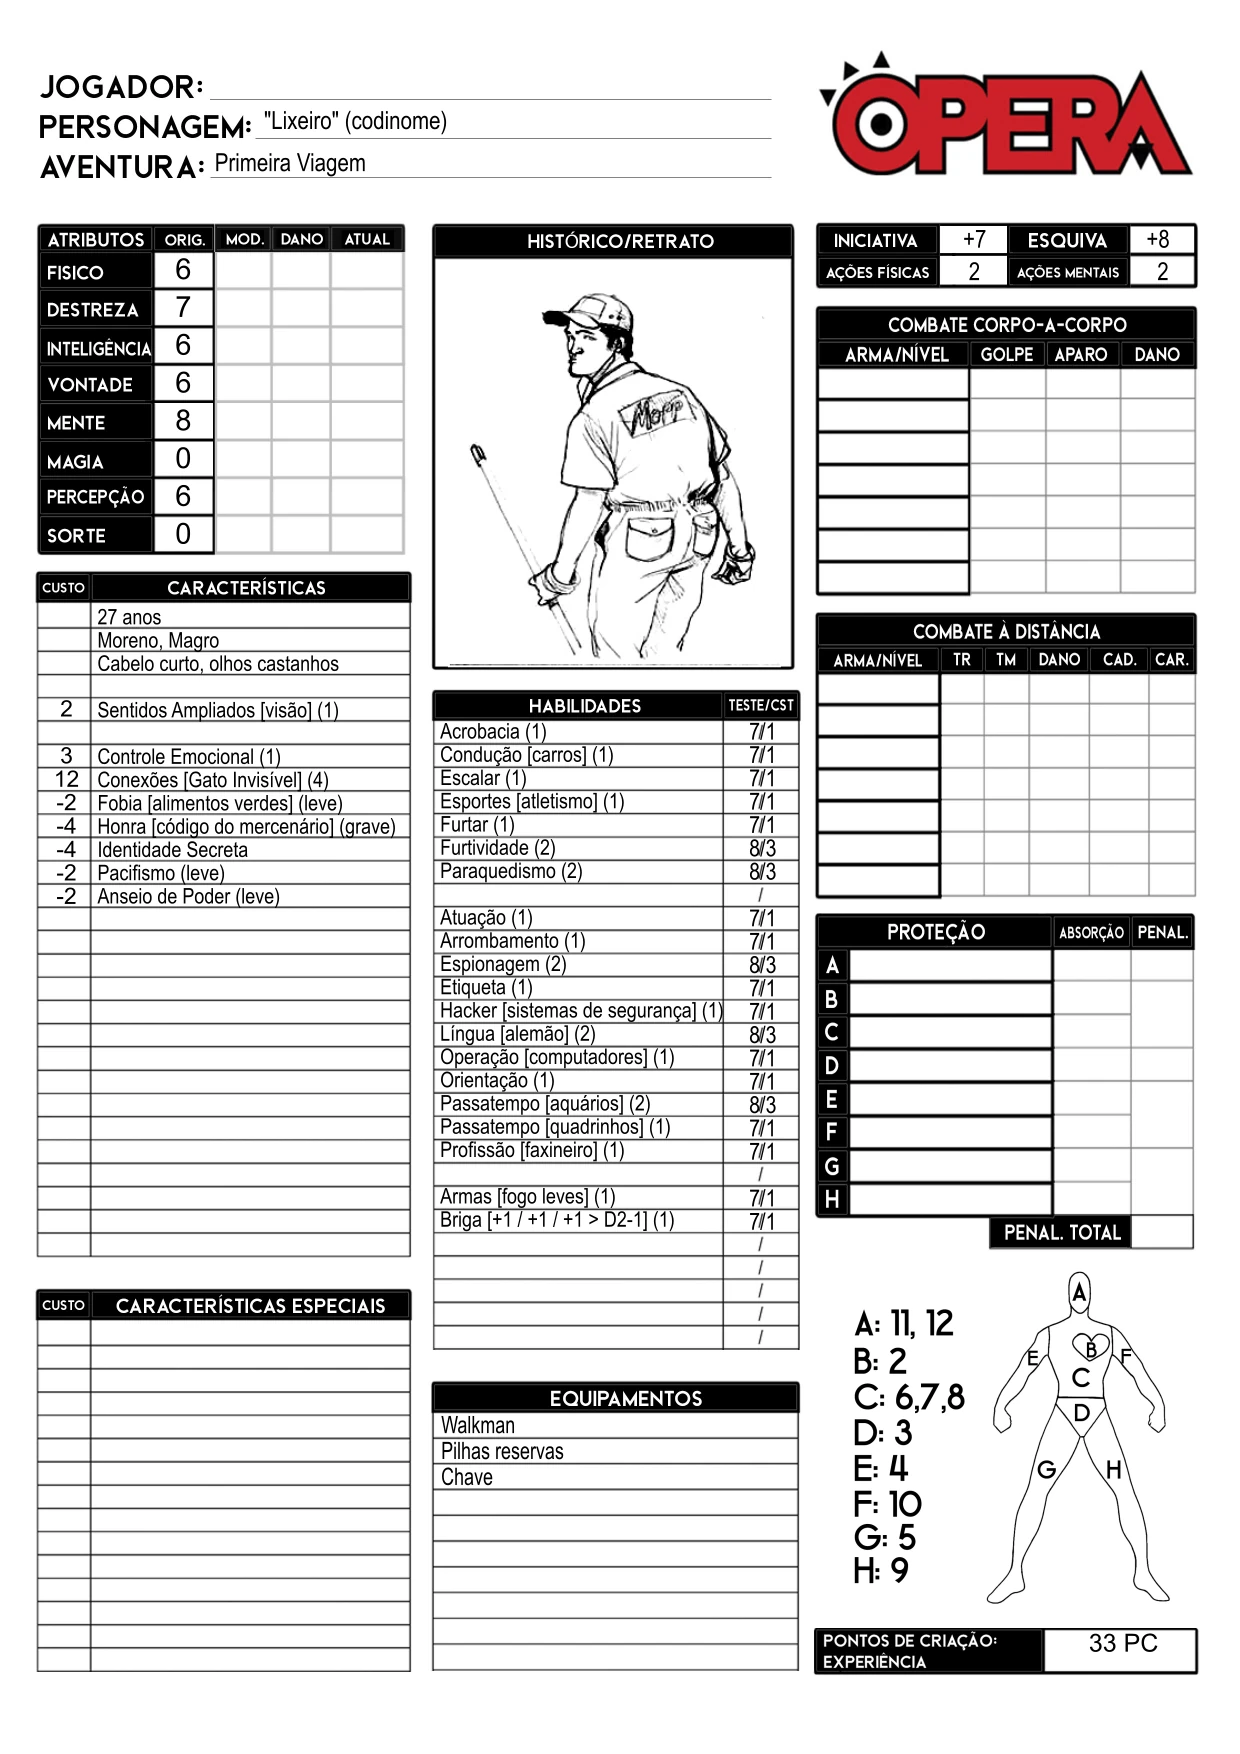 JOGADOR:
PERSONAGEM: "Lixeiro" (codinome)
AVENTURA: Primeira Viagem
OPERA
ATRIBUTOS ORIG. MOD. DANO ATUAL
FISICO 6
DESTREZA 7
INTELIGÊNCIA 6
VONTADE 6
MENTE 8
MAGIA 0
PERCEPÇÃO 6
SORTE 0
CUSTO CARACTERÍSTICAS
27 anos
Moreno, Magro
Cabelo curto, olhos castanhos
2 Sentidos Ampliados [visão] (1)
3 Controle Emocional (1)
12 Conexões [Gato Invisível] (4)
-2 Fobia [alimentos verdes] (leve)
-4 Honra [código do mercenário] (grave)
-4 Identidade Secreta
-2 Pacifismo (leve)
-2 Anseio de Poder (leve)
CUSTO CARACTERÍSTICAS ESPECIAIS
HISTÓRICO/RETRATO
Mopp
HABILIDADES TESTE/CST
Acrobacia (1) 7/1
Condução [carros] (1) 7/1
Escalar (1) 7/1
Esportes [atletismo] (1) 7/1
Furtar (1) 7/1
Furtividade (2) 8/3
Paraquedismo (2) 8/3
/
Atuação (1) 7/1
Arrombamento (1) 7/1
Espionagem (2) 8/3
Etiqueta (1) 7/1
Hacker [sistemas de segurança] (1) 7/1
Língua [alemão] (2) 8/3
Operação [computadores] (1) 7/1
Orientação (1) 7/1
Passatempo [aquários] (2) 8/3
Passatempo [quadrinhos] (1) 7/1
Profissão [faxineiro] (1) 7/1
/
Armas [fogo leves] (1) 7/1
Briga [+1 / +1 / +1 > D2-1] (1) 7/1
/
/
/
/
/
EQUIPAMENTOS
Walkman
Pilhas reservas
Chave
INICIATIVA +7 ESQUIVA +8
AÇÕES FÍSICAS 2 AÇÕES MENTAIS 2
COMBATE CORPO-A-CORPO
ARMA/NÍVEL GOLPE APARO DANO
COMBATE À DISTÂNCIA
ARMA/NÍVEL TR TM DANO CAD. CAR.
PROTEÇÃO ABSORÇÃO PENAL.
A
B
C
D
E
F
G
H
PENAL. TOTAL
A: 11, 12
B: 2
C: 6,7,8
D: 3
E: 4
F: 10
G: 5
H: 9
A
E B F
C
D
G H
PONTOS DE CRIAÇÃO: 33 PC
EXPERIÊNCIA